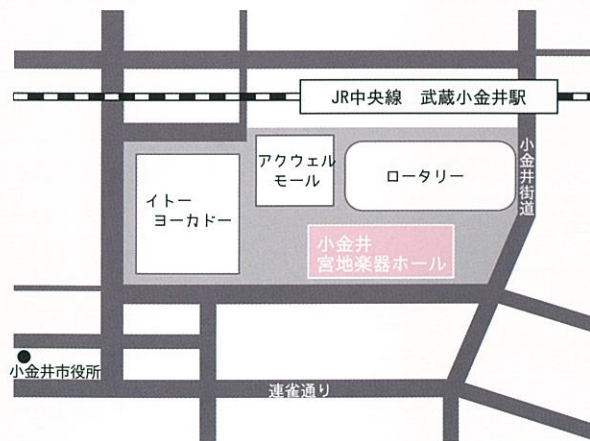 JR中央線　武蔵小金井駅
アクウェル
モール
ロータリー
小金井街道
イトー
ヨーカドー
小金井
宮地楽器ホール
小金井市役所
連雀通り